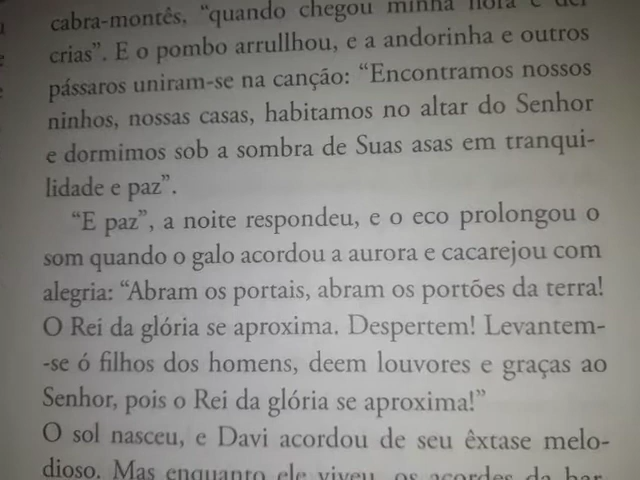 cabra-montês, “quando chegou minha hora e dei
crias”. E o pombo arrullhou, e a andorinha e outros
pássaros uniram-se na canção: “Encontramos nossos
ninhos, nossas casas, habitamos no altar do Senhor
e dormimos sob a sombra de Suas asas em tranqui-
lidade e paz”.
“E paz”, a noite respondeu, e o eco prolongou o
som quando o galo acordou a aurora e cacarejou com
alegria: “Abram os portais, abram os portões da terra!
O Rei da glória se aproxima. Despertem! Levantem-
-se ó filhos dos homens, deem louvores e graças ao
Senhor, pois o Rei da glória se aproxima!”
O sol nasceu, e Davi acordou de seu êxtase melo-
dioso. Mas enquanto ele viveu, os acordes da har